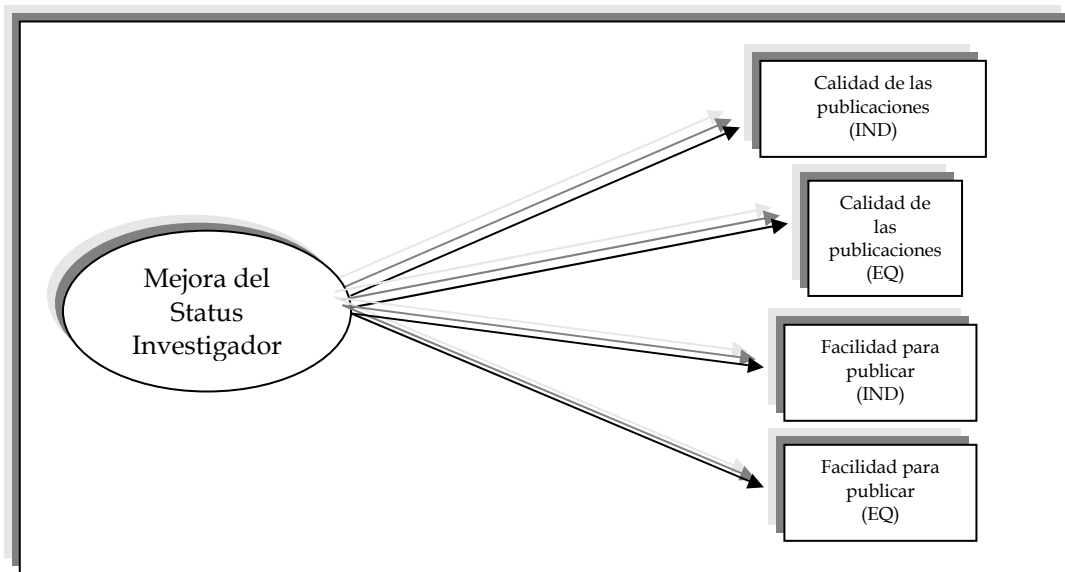 Calidad de las
publicaciones
(IND)
Calidad de
las
publicaciones
(EQ)
Mejora del
Status
Investigador
Facilidad para
publicar
(IND)
Facilidad para
publicar
(EQ)